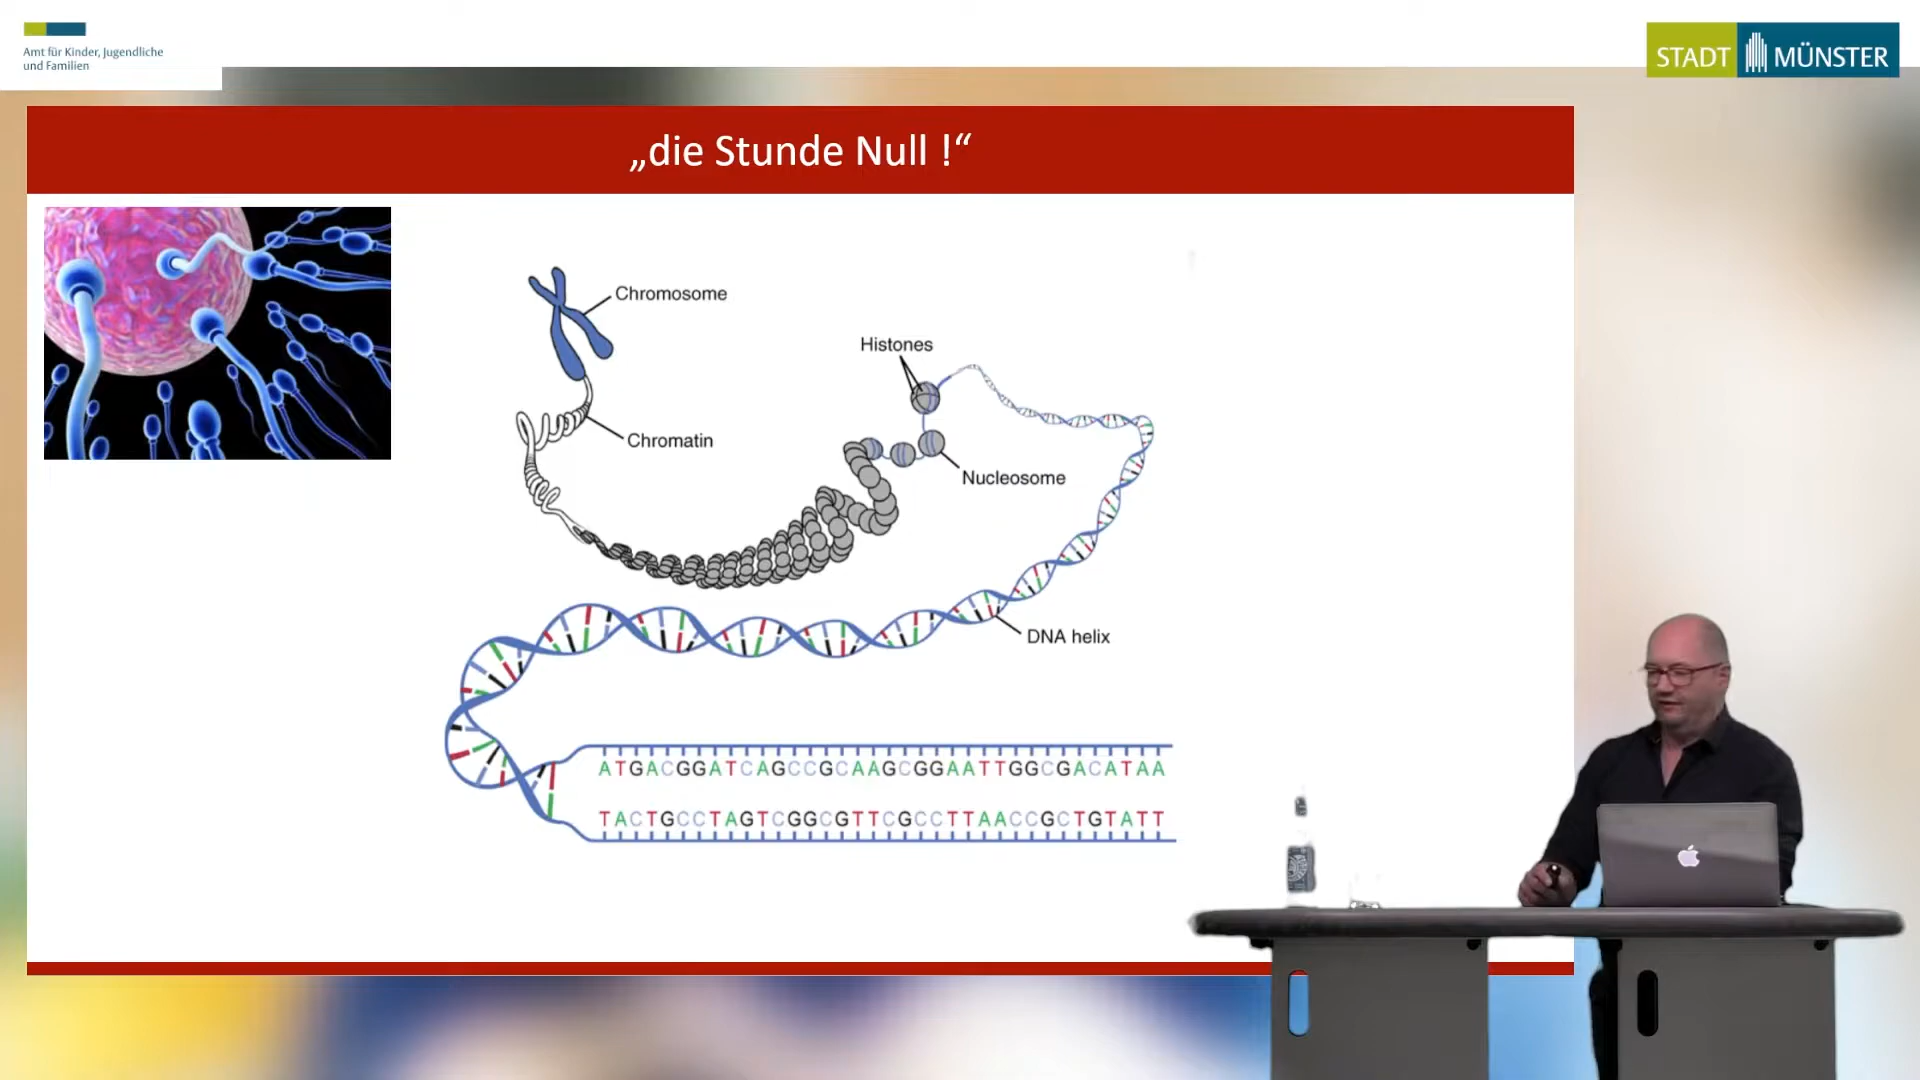 Amt für Kinder, Jugendliche
und Familien
STADT MÜNSTER
„die Stunde Null !“
Chromosome
Histones
Chromatin
Nucleosome
DNA helix
ATGACGGATCAGCCGCAAGCGGAATTGGCGACATAA
TACTGCCTAGTCGGCGTTCGCCTTAACCGCTGTATT